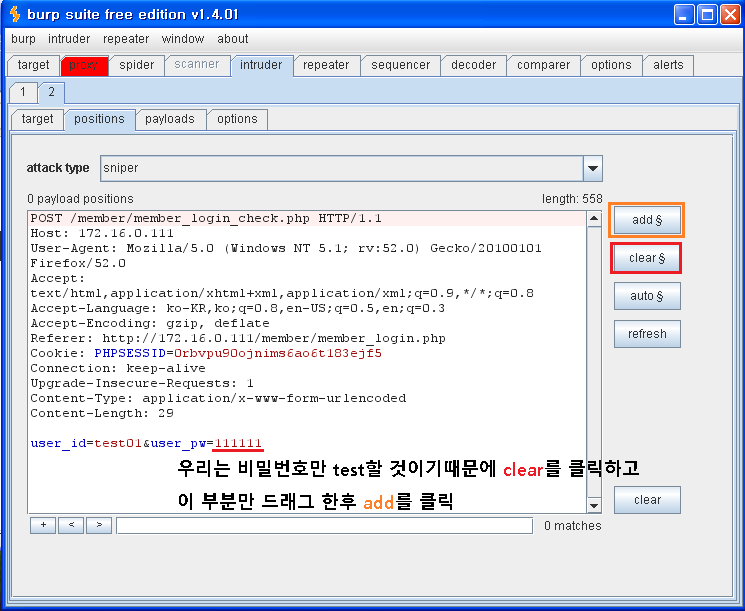 burp suite free edition v1.4.01
burp intruder repeater window about
target proxy spider scanner intruder repeater sequencer decoder comparer options alerts
1 2
target positions payloads options
attack type sniper
0 payload positions length: 558
POST /member/member_login_check.php HTTP/1.1
Host: 172.16.0.111
User-Agent: Mozilla/5.0 (Windows NT 5.1; rv:52.0) Gecko/20100101
Firefox/52.0
Accept:
text/html,application/xhtml+xml,application/xml;q=0.9,*/*;q=0.8
Accept-Language: ko-KR,ko;q=0.8,en-US;q=0.5,en;q=0.3
Accept-Encoding: gzip, deflate
Referer: http://172.16.0.111/member/member_login.php
Cookie: PHPSESSID=0rbvpu90ojnims6ao6t183ejf5
Connection: keep-alive
Upgrade-Insecure-Requests: 1
Content-Type: application/x-www-form-urlencoded
Content-Length: 29
user_id=test01&user_pw=111111
우리는 비밀번호만 test할 것이기때문에 clear를 클릭하고
이 부분만 드래그 한후 add를 클릭
add §
clear §
auto §
refresh
clear
+ < > 0 matches